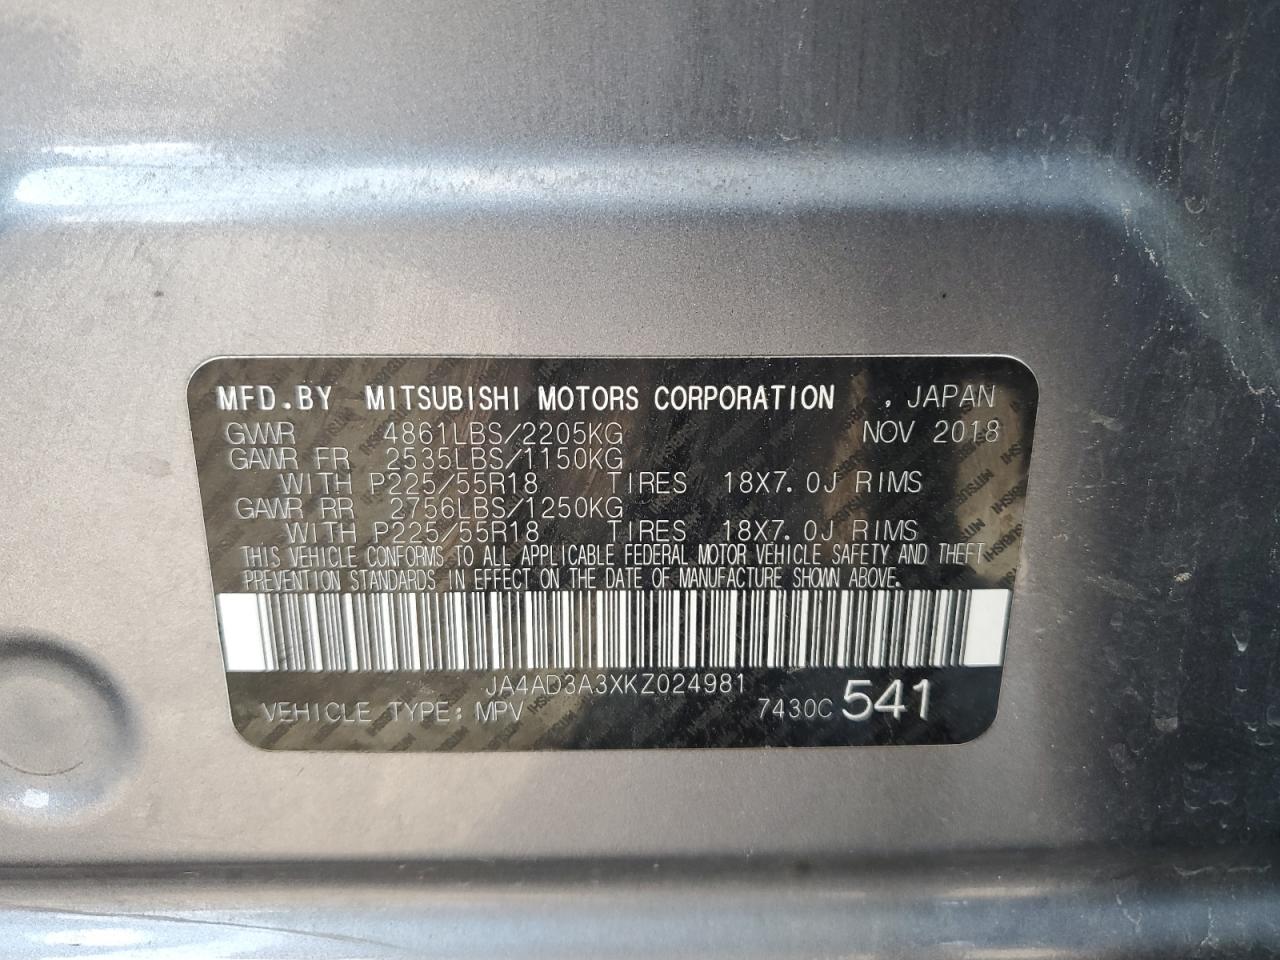 MFD.BY MITSUBISHI MOTORS CORPORATION , JAPAN
GVWR 4861LBS/2205KG NOV 2018
GAWR FR 2535LBS/1150KG
WITH P225/55R18 TIRES 18X7.0J RIMS
GAWR RR 2756LBS/1250KG
WITH P225/55R18 TIRES 18X7.0J RIMS
THIS VEHICLE CONFORMS TO ALL APPLICABLE FEDERAL MOTOR VEHICLE SAFETY AND THEFT
PREVENTION STANDARDS IN EFFECT ON THE DATE OF MANUFACTURE SHOWN ABOVE.
JA4AD3A3XKZ024981
VEHICLE TYPE: MPV 7430C 541